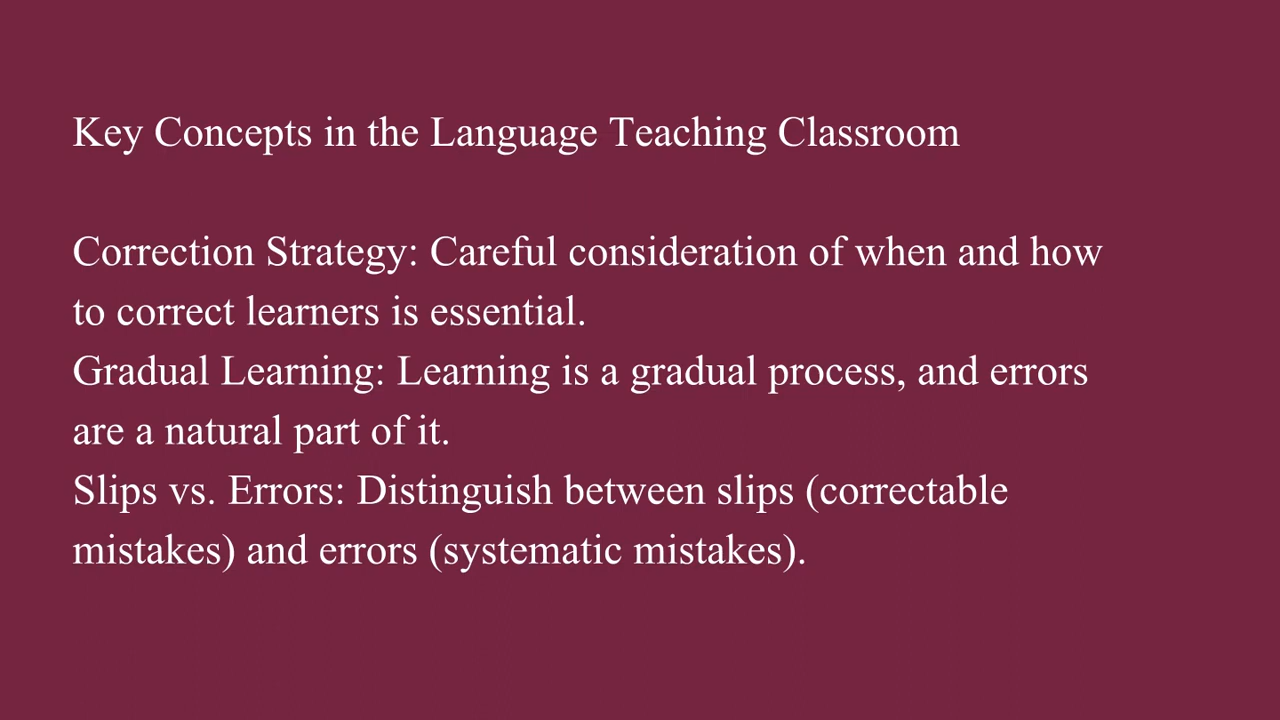 Key Concepts in the Language Teaching Classroom
Correction Strategy: Careful consideration of when and how
to correct learners is essential.
Gradual Learning: Learning is a gradual process, and errors
are a natural part of it.
Slips vs. Errors: Distinguish between slips (correctable
mistakes) and errors (systematic mistakes).